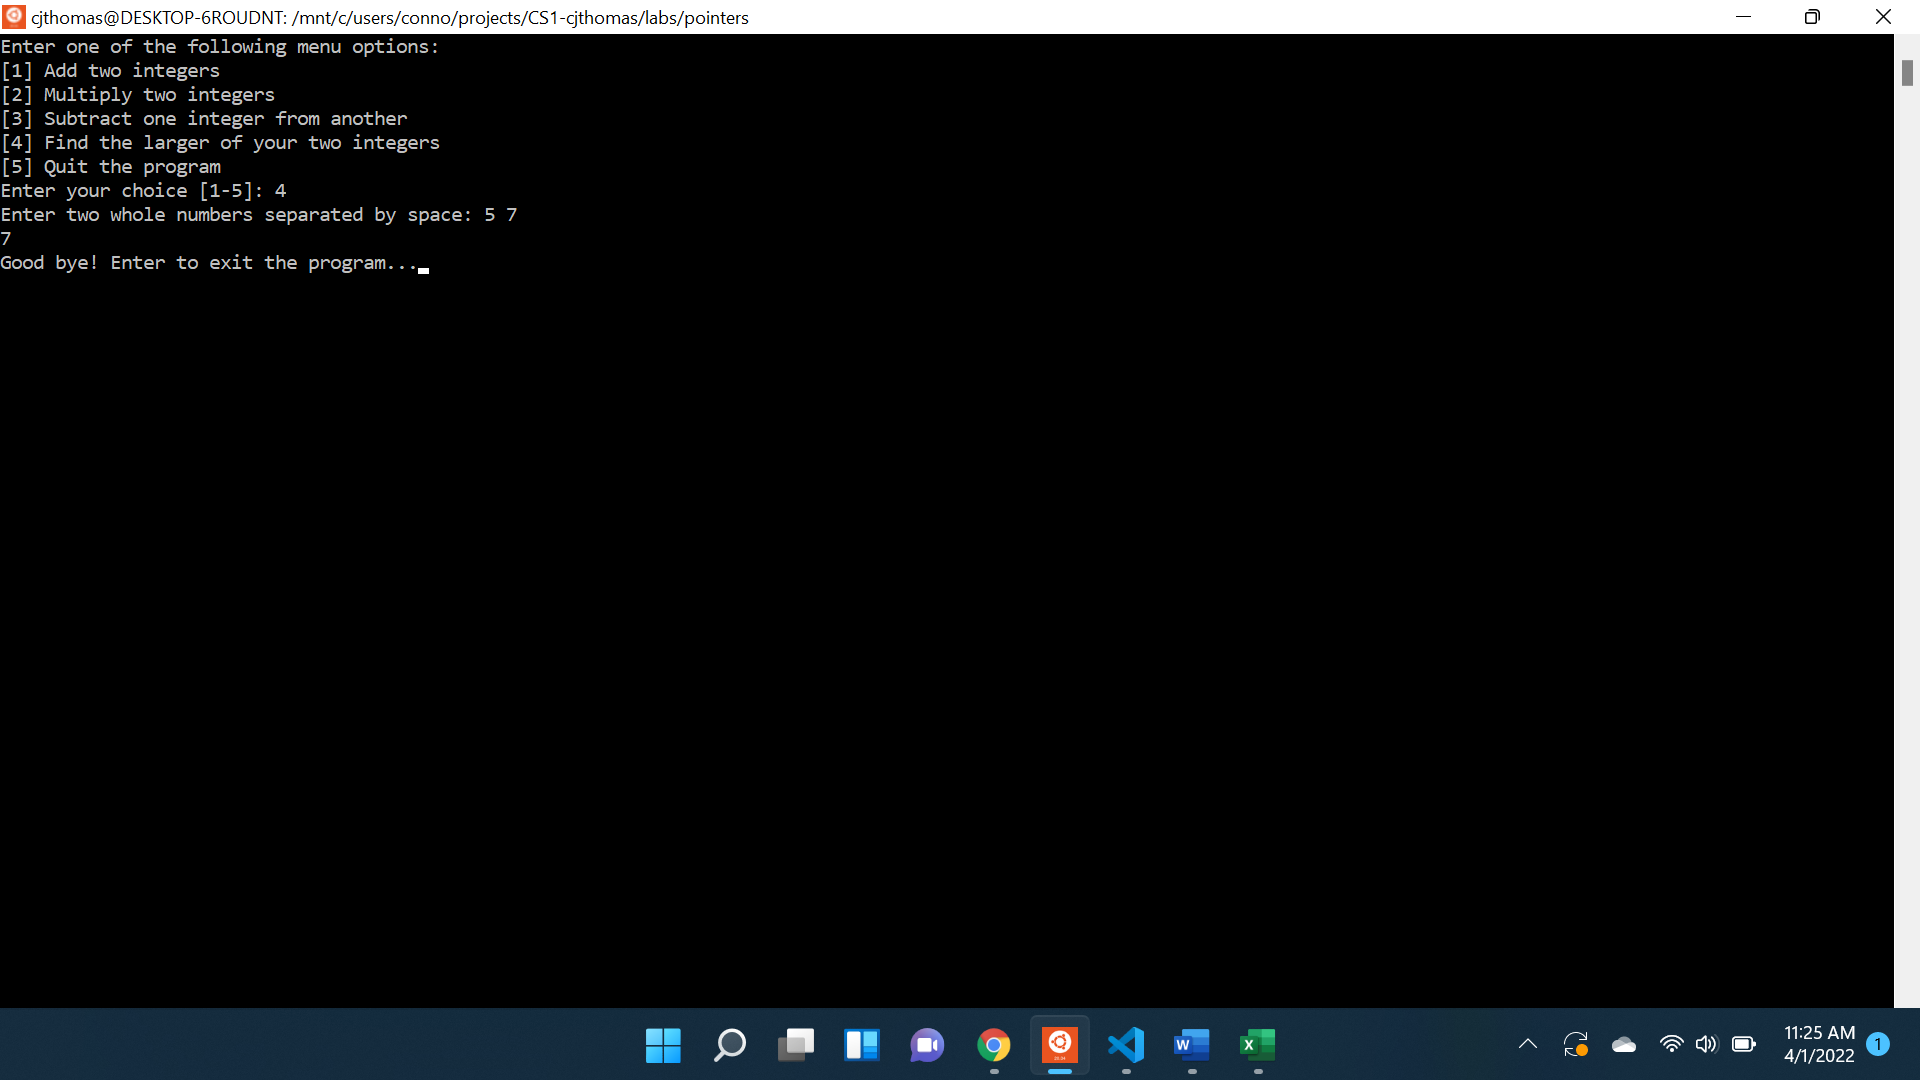 cjthomas@DESKTOP-6ROUDNT: /mnt/c/users/conno/projects/CS1-cjthomas/labs/pointers
Enter one of the following menu options:
[1] Add two integers
[2] Multiply two integers
[3] Subtract one integer from another
[4] Find the larger of your two integers
[5] Quit the program
Enter your choice [1-5]: 4
Enter two whole numbers separated by space: 5 7
7
Good bye! Enter to exit the program...
W
X
11:25 AM
4/1/2022
1